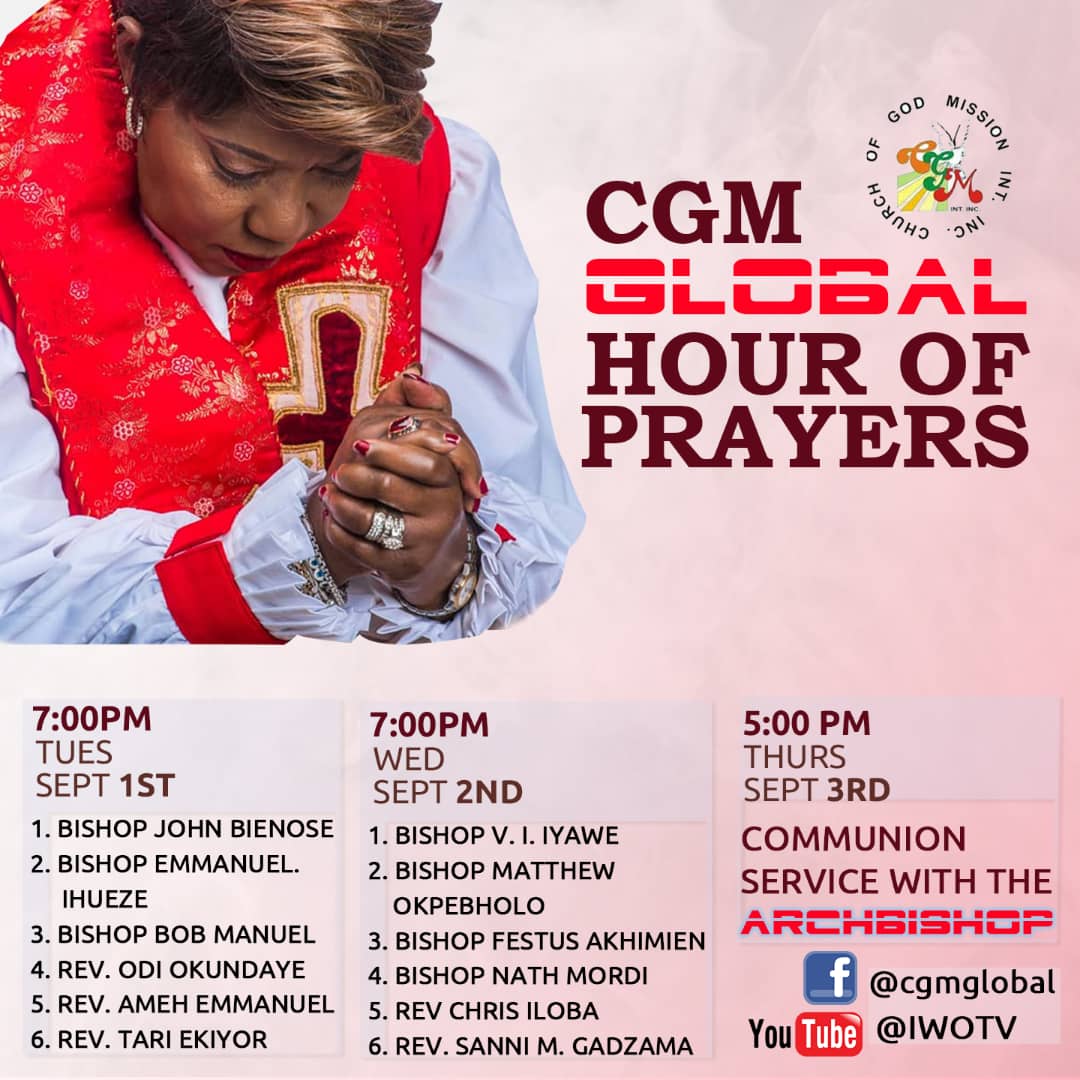 CHURCH OF GOD MISSION INT. INC.
CGM
INT. INC.
CGM
GLOBAL
HOUR OF
PRAYERS
7:00PM
TUES
SEPT 1ST
1. BISHOP JOHN BIENOSE
2. BISHOP EMMANUEL.
IHUEZE
3. BISHOP BOB MANUEL
4. REV. ODI OKUNDAYE
5. REV. AMEH EMMANUEL
6. REV. TARI EKIYOR
7:00PM
WED
SEPT 2ND
1. BISHOP V. I. IYAWE
2. BISHOP MATTHEW
OKPEBHOLO
3. BISHOP FESTUS AKHIMIEN
4. BISHOP NATH MORDI
5. REV CHRIS ILOBA
6. REV. SANNI M. GADZAMA
5:00 PM
THURS
SEPT 3RD
COMMUNION
SERVICE WITH THE
ARCHBISHOP
f @cgmglobal
YouTube @IWOTV